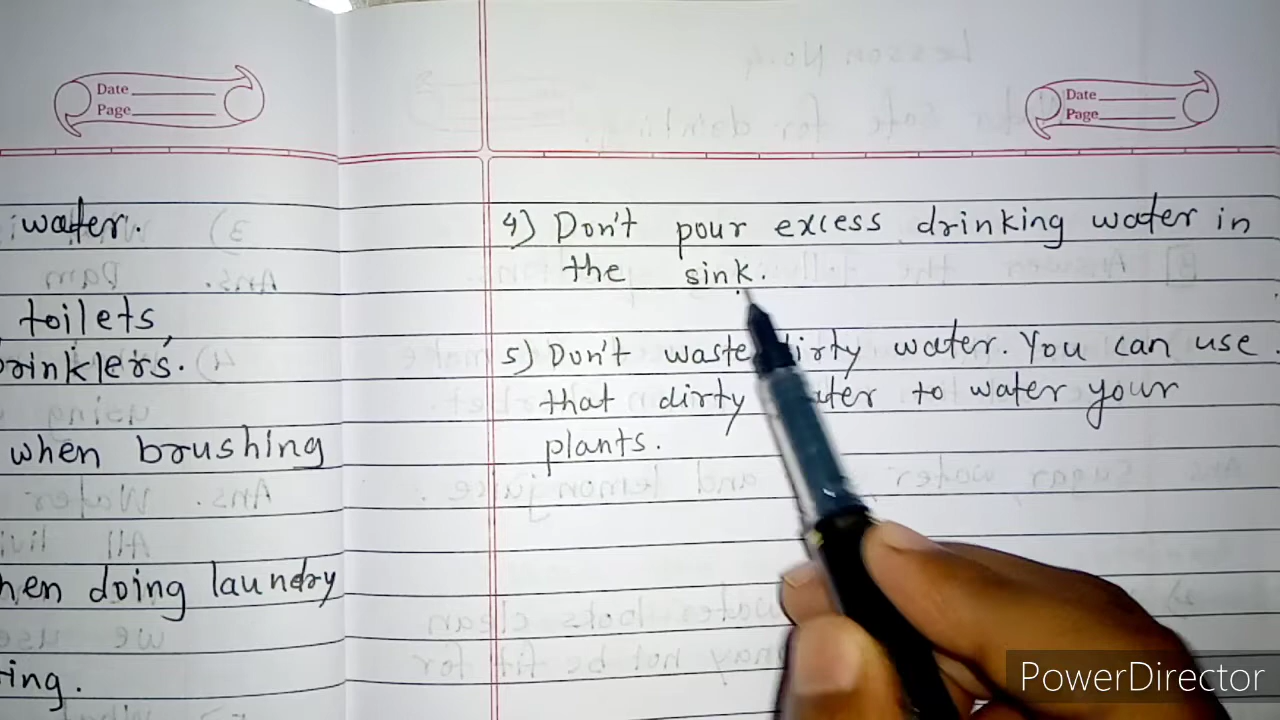 Date
Page
water.
toilets,
rinklers.
when brushing
hen doing laundry
ing.
Date
Page
4) Don't pour excess drinking water in
the sink.
5) Don't waste dirty water. You can use
that dirty water to water your
plants.
PowerDirector